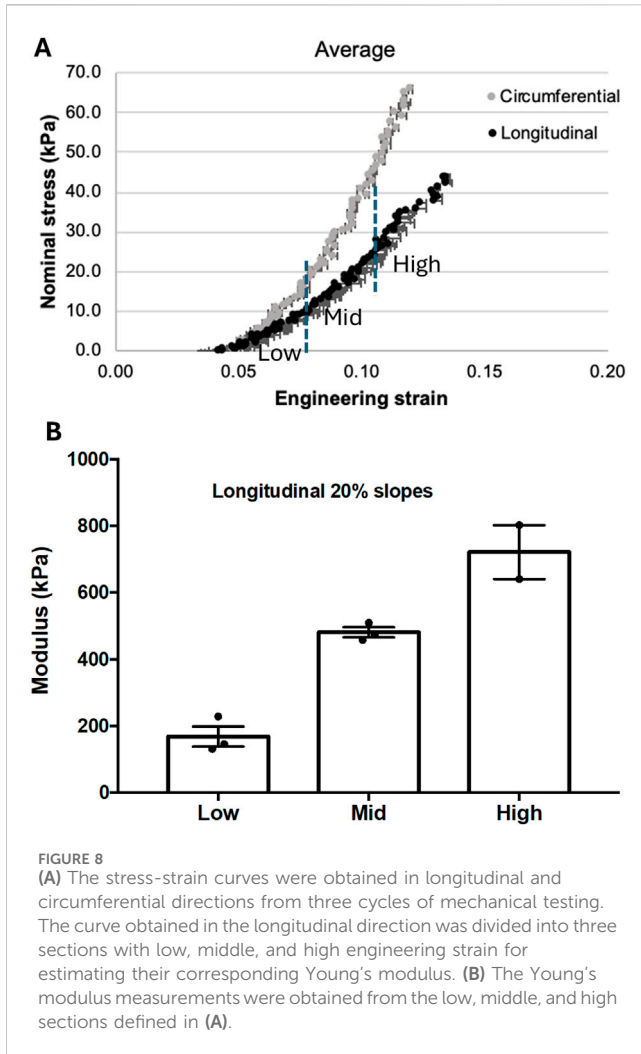 A
Average
70.0
60.0
50.0
40.0
30.0
20.0
10.0
0.0
Nominal stress (kPa)
Circumferential
Longitudinal
High
Mid
Low
0.00 0.05 0.10 0.15 0.20
Engineering strain
B
1000
800
600
400
200
0
Modulus (kPa)
Longitudinal 20% slopes
Low Mid High
FIGURE 8
(A) The stress-strain curves were obtained in longitudinal and
circumferential directions from three cycles of mechanical testing.
The curve obtained in the longitudinal direction was divided into three
sections with low, middle, and high engineering strain for
estimating their corresponding Young's modulus. (B) The Young's
modulus measurements were obtained from the low, middle, and high
sections defined in (A).